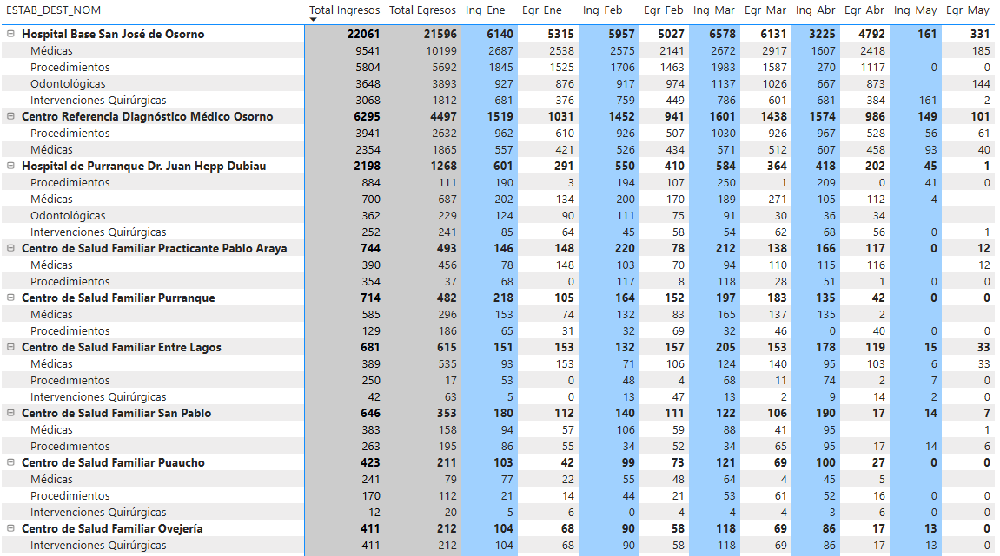 ESTAB_DEST_NOM Total Ingresos Total Egresos Ing-Ene Egr-Ene Ing-Feb Egr-Feb Ing-Mar Egr-Mar Ing-Abr Egr-Abr Ing-May Egr-May
Hospital Base San José de Osorno 22061 21596 6140 5315 5957 5027 6578 6131 3225 4792 161 331
Médicas 9541 10199 2687 2538 2575 2141 2672 2917 1607 2418 185
Procedimientos 5804 5692 1845 1525 1706 1463 1983 1587 270 1117 0 0
Odontológicas 3648 3893 927 876 917 974 1137 1026 667 873 144
Intervenciones Quirúrgicas 3068 1812 681 376 759 449 786 601 681 384 161 2
Centro Referencia Diagnóstico Médico Osorno 6295 4497 1519 1031 1452 941 1601 1438 1574 986 149 101
Procedimientos 3941 2632 962 610 926 507 1030 926 967 528 56 61
Médicas 2354 1865 557 421 526 434 571 512 607 458 93 40
Hospital de Purranque Dr. Juan Hepp Dubiau 2198 1268 601 291 550 410 584 364 418 202 45 1
Procedimientos 884 111 190 3 194 107 250 1 209 0 41 0
Médicas 700 687 202 134 200 170 189 271 105 112 4
Odontológicas 362 229 124 90 111 75 91 30 36 34
Intervenciones Quirúrgicas 252 241 85 64 45 58 54 62 68 56 0 1
Centro de Salud Familiar Practicante Pablo Araya 744 493 146 148 220 78 212 138 166 117 0 12
Médicas 390 456 78 148 103 70 94 110 115 116 12
Procedimientos 354 37 68 0 117 8 118 28 51 1 0 0
Centro de Salud Familiar Purranque 714 482 218 105 164 152 197 183 135 42 0 0
Médicas 585 296 153 74 132 83 165 137 135 2
Procedimientos 129 186 65 31 32 69 32 46 0 40 0 0
Centro de Salud Familiar Entre Lagos 681 615 151 153 132 157 205 153 178 119 15 33
Médicas 389 535 93 153 71 106 124 140 95 103 6 33
Procedimientos 250 17 53 0 48 4 68 11 74 2 7 0
Intervenciones Quirúrgicas 42 63 5 0 13 47 13 2 9 14 2 0
Centro de Salud Familiar San Pablo 646 353 180 112 140 111 122 106 190 17 14 7
Médicas 383 158 94 57 106 59 88 41 95 1
Procedimientos 263 195 86 55 34 52 34 65 95 17 14 6
Centro de Salud Familiar Puaucho 423 211 103 42 99 73 121 69 100 27 0 0
Médicas 241 79 77 22 55 48 64 4 45 5
Procedimientos 170 112 21 14 44 21 53 61 52 16 0 0
Intervenciones Quirúrgicas 12 20 5 6 0 4 4 4 3 6 0 0
Centro de Salud Familiar Ovejería 411 212 104 68 90 58 118 69 86 17 13 0
Intervenciones Quirúrgicas 411 212 104 68 90 58 118 69 86 17 13 0